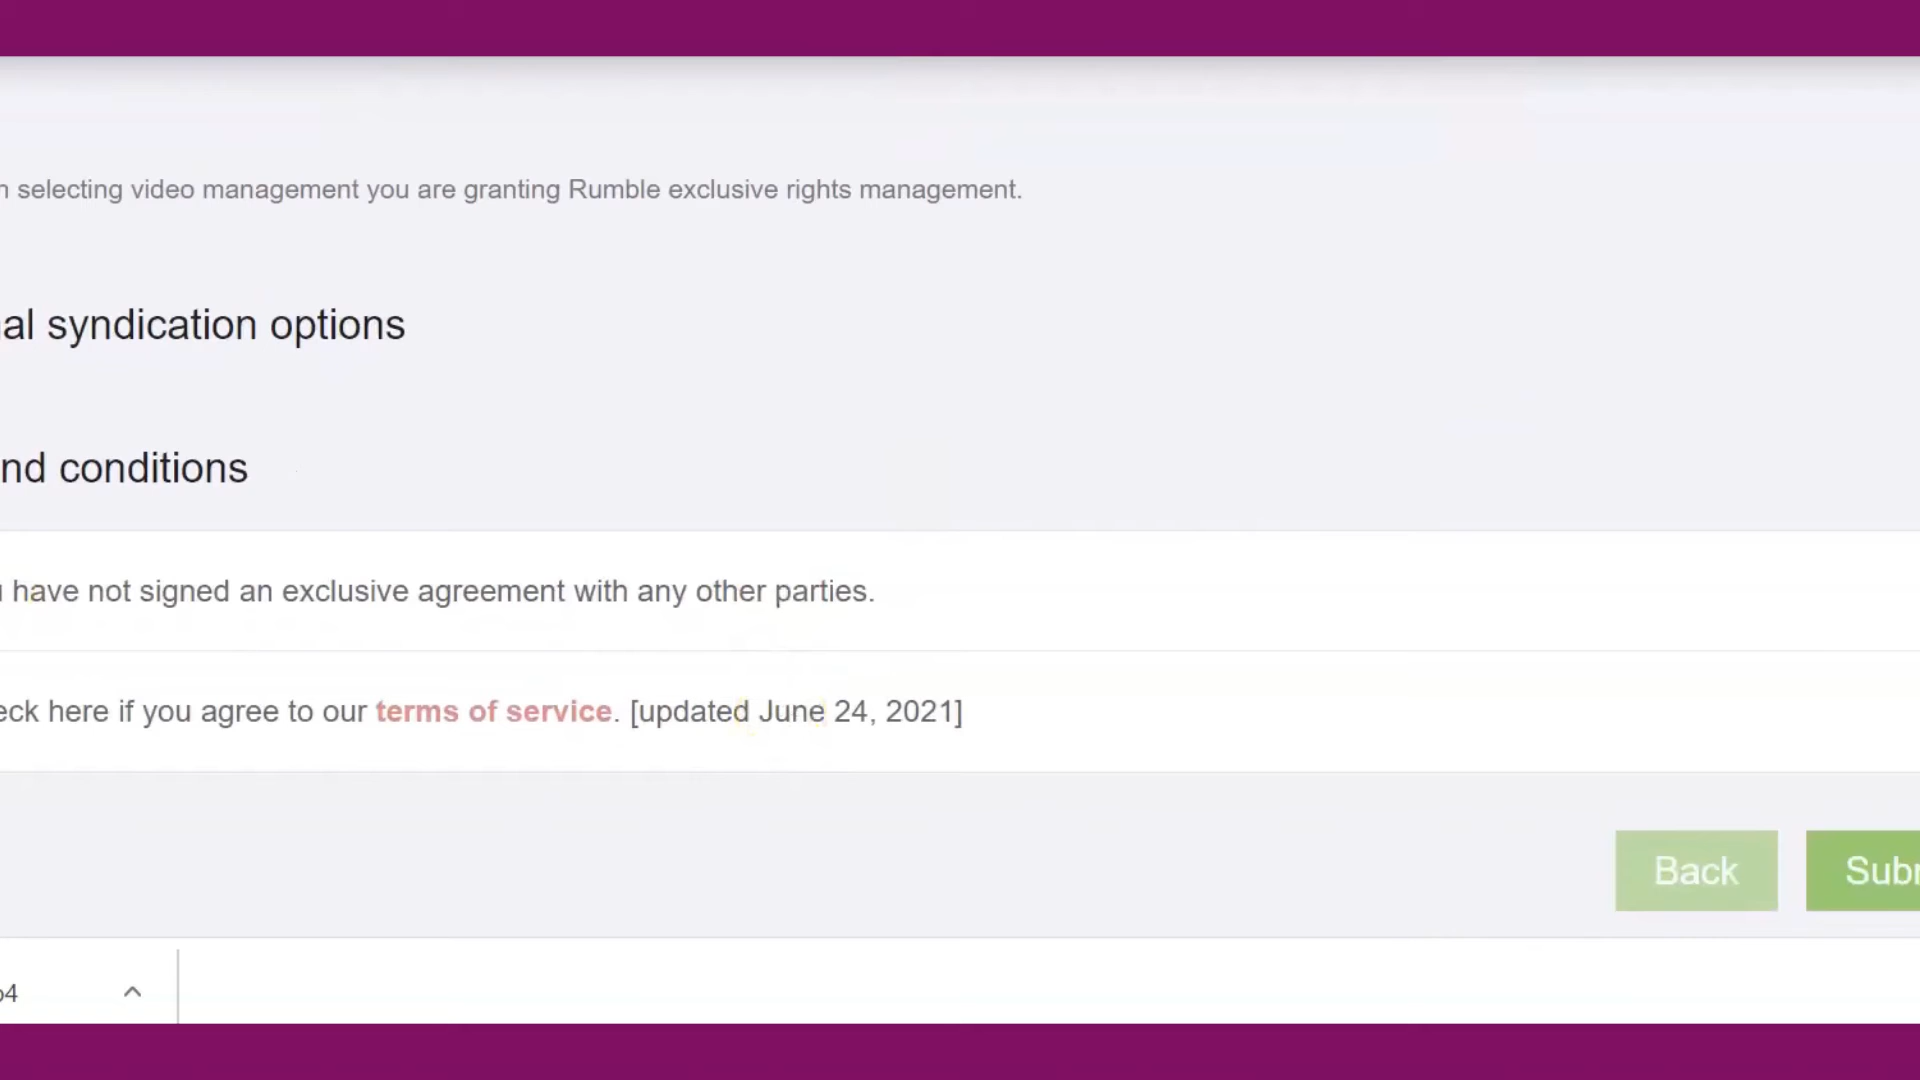 selecting video management you are granting Rumble exclusive rights management.
al syndication options
nd conditions
have not signed an exclusive agreement with any other parties.
eck here if you agree to our terms of service. [updated June 24, 2021]
Back
Sub
p4